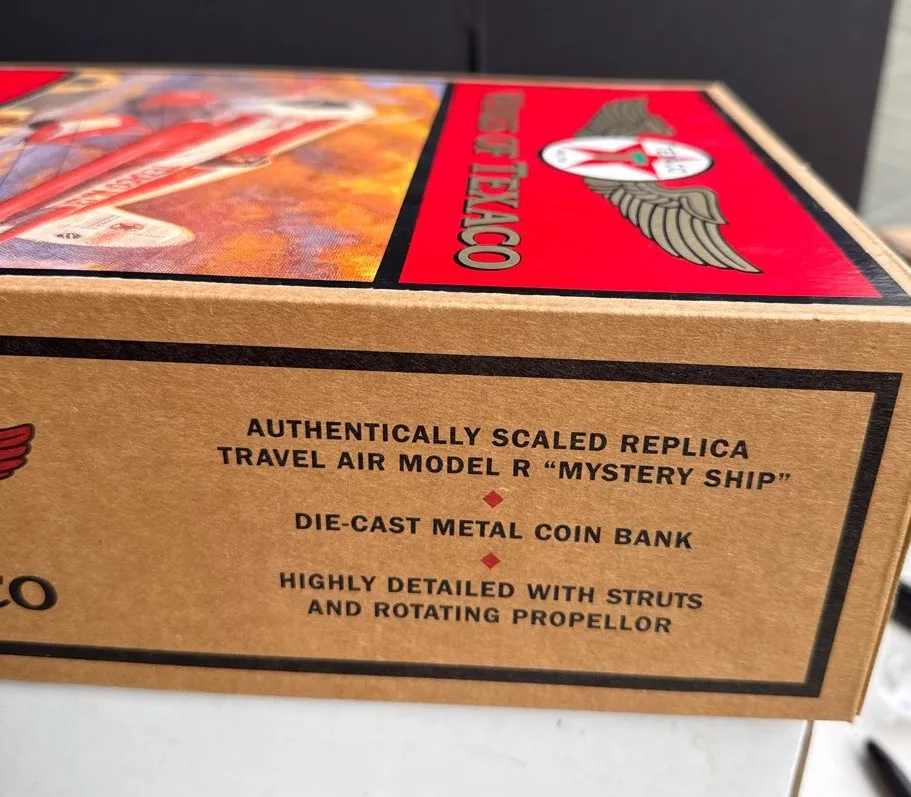 WINGS OF TEXACO
TEXACO
AUTHENTICALLY SCALED REPLICA
TRAVEL AIR MODEL R “MYSTERY SHIP”
DIE-CAST METAL COIN BANK
HIGHLY DETAILED WITH STRUTS
AND ROTATING PROPELLOR
CO